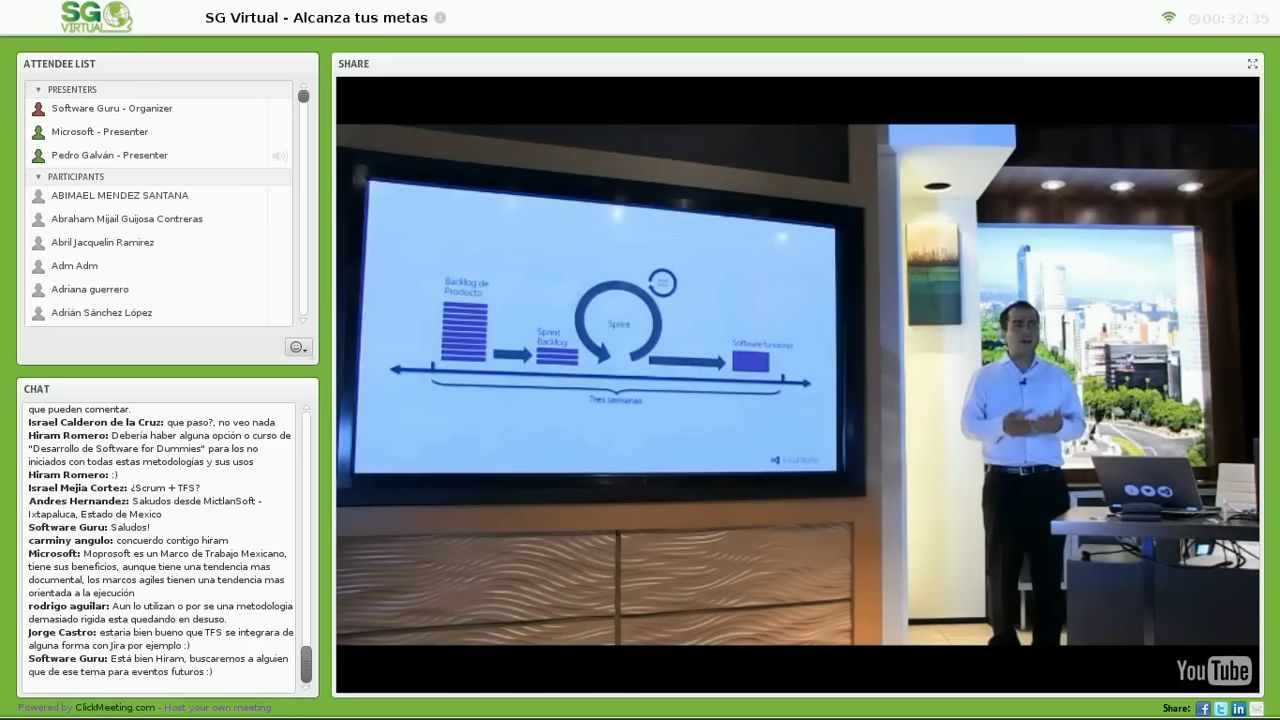 SG
VIRTUAL
SG Virtual - Alcanza tus metas
00:32:35
ATTENDEE LIST
PRESENTERS
Software Guru - Organizer
Microsoft - Presenter
Pedro Galván - Presenter
PARTICIPANTS
ABIMAEL MENDEZ SANTANA
Abraham Mijail Guijosa Contreras
Abril Jacquelin Ramirez
Adm Adm
Adriana guerrero
Adrián Sánchez López
CHAT
que pueden comentar.
Israel Calderon de la Cruz: que paso?, no veo nada
Hiram Romero: Debería haber alguna opción o curso de
"Desarrollo de Software for Dummies" para los no
iniciados con todas estas metodologías y sus usos
Hiram Romero: :)
Israel Mejia Cortez: ¿Scrum + TFS?
Andres Hernandez: Sakudos desde MictlanSoft -
Ixtapaluca, Estado de Mexico
Software Guru: Saludos!
carminy angulo: concuerdo contigo hiram
Microsoft: Moprosoft es un Marco de Trabajo Mexicano,
tiene sus beneficios, aunque tiene una tendencia mas
documental, los marcos agiles tienen una tendencia mas
orientada a la ejecución
rodrigo aguilar: Aun lo utilizan o por se una metodologia
demasiado rigida esta quedando en desuso.
Jorge Castro: estaria bien bueno que TFS se integrara de
alguna forma con Jira por ejemplo :)
Software Guru: Está bien Hiram, buscaremos a alguien
que de ese tema para eventos futuros :)
SHARE
Backlog de
Producto
Sprint
Backlog
Sprint
Software funcional
Tres semanas
Visual Studio
YouTube
Powered by ClickMeeting.com - Host your own meeting
Share: